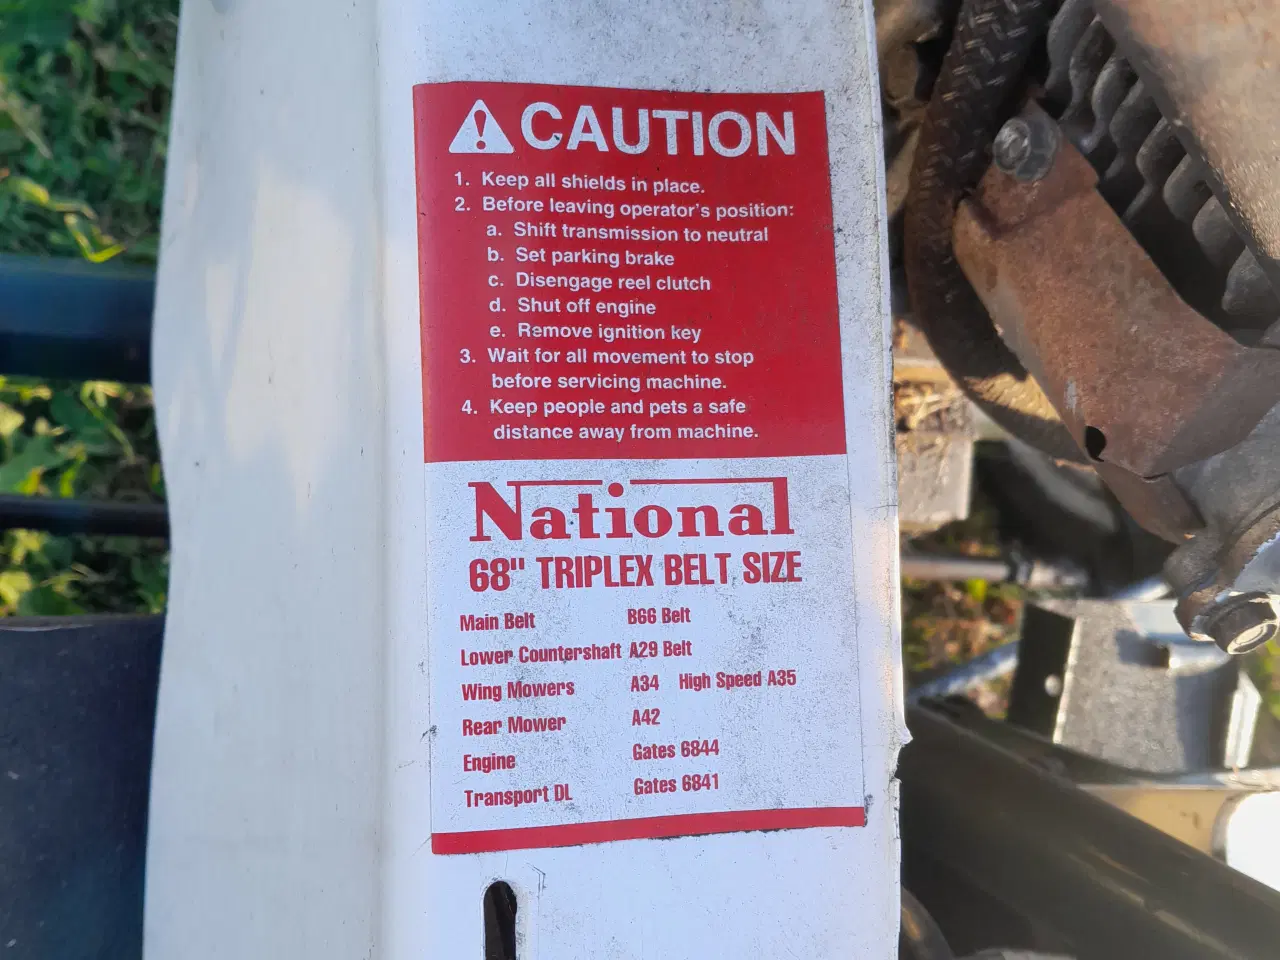 CAUTION
1. Keep all shields in place.
2. Before leaving operator's position:
a. Shift transmission to neutral
b. Set parking brake
c. Disengage reel clutch
d. Shut off engine
e. Remove ignition key
3. Wait for all movement to stop
before servicing machine.
4. Keep people and pets a safe
distance away from machine.
National
68" TRIPLEX BELT SIZE
Main Belt B66 Belt
Lower Countershaft A29 Belt
Wing Mowers A34 High Speed A35
Rear Mower A42
Engine Gates 6844
Transport DL Gates 6841